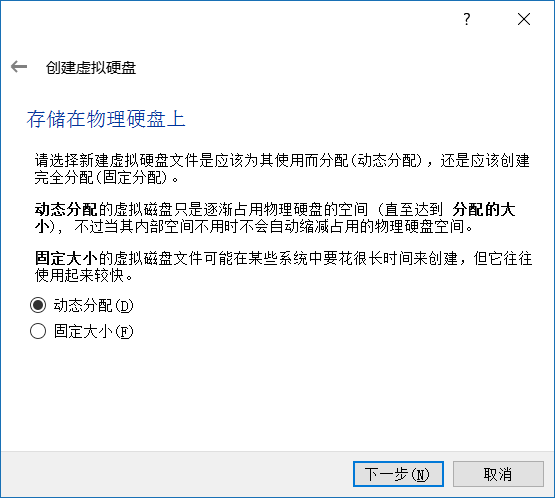 ?
创建虚拟硬盘
存储在物理硬盘上
请选择新建虚拟硬盘文件是应该为其使用而分配(动态分配)，还是应该创建
完全分配(固定分配)。
动态分配的虚拟磁盘只是逐渐占用物理硬盘的空间 (直至达到 分配的大
小)，不过当其内部空间不用时不会自动缩减占用的物理硬盘空间。
固定大小的虚拟磁盘文件可能在某些系统中要花很长时间来创建，但它往往
使用起来较快。
动态分配(D)
固定大小(F)
下一步(N)
取消